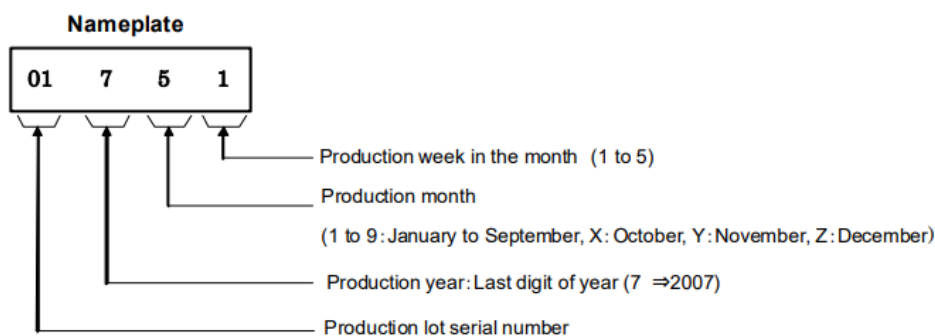 Nameplate
01 7 5 1
Production week in the month (1 to 5)
Production month
(1 to 9:January to September, X:October, Y:November, Z:December)
Production year:Last digit of year (7 ⇒2007)
Production lot serial number